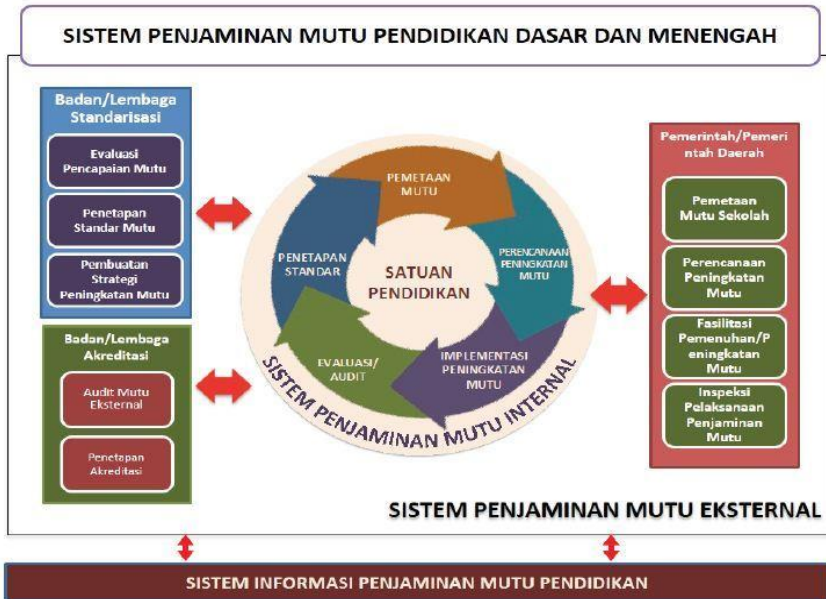 SISTEM PENJAMINAN MUTU PENDIDIKAN DASAR DAN MENENGAH
Badan/Lembaga
Standarisasi
Evaluasi
Pencapaian Mutu
Penetapan
Standar Mutu
Pembuatan
Strategi
Peningkatan Mutu
Badan/Lembaga
Akreditasi
Audit Mutu
Eksternal
Penetapan
Akreditasi
PEMETAAN
MUTU
PERENCANAAN
PENINGKATAN
MUTU
IMPLEMENTASI
PENINGKATAN
MUTU
EVALUASI/
AUDIT
PENETAPAN
STANDAR
SATUAN
PENDIDIKAN
SISTEM PENJAMINAN MUTU INTERNAL
Pemerintah/Pemeri
ntah Daerah
Pemetaan
Mutu Sekolah
Perencanaan
Peningkatan
Mutu
Fasilitasi
Pemenuhan/P
eningkatan
Mutu
Inspeksi
Pelaksanaan
Penjaminan
Mutu
SISTEM PENJAMINAN MUTU EKSTERNAL
SISTEM INFORMASI PENJAMINAN MUTU PENDIDIKAN